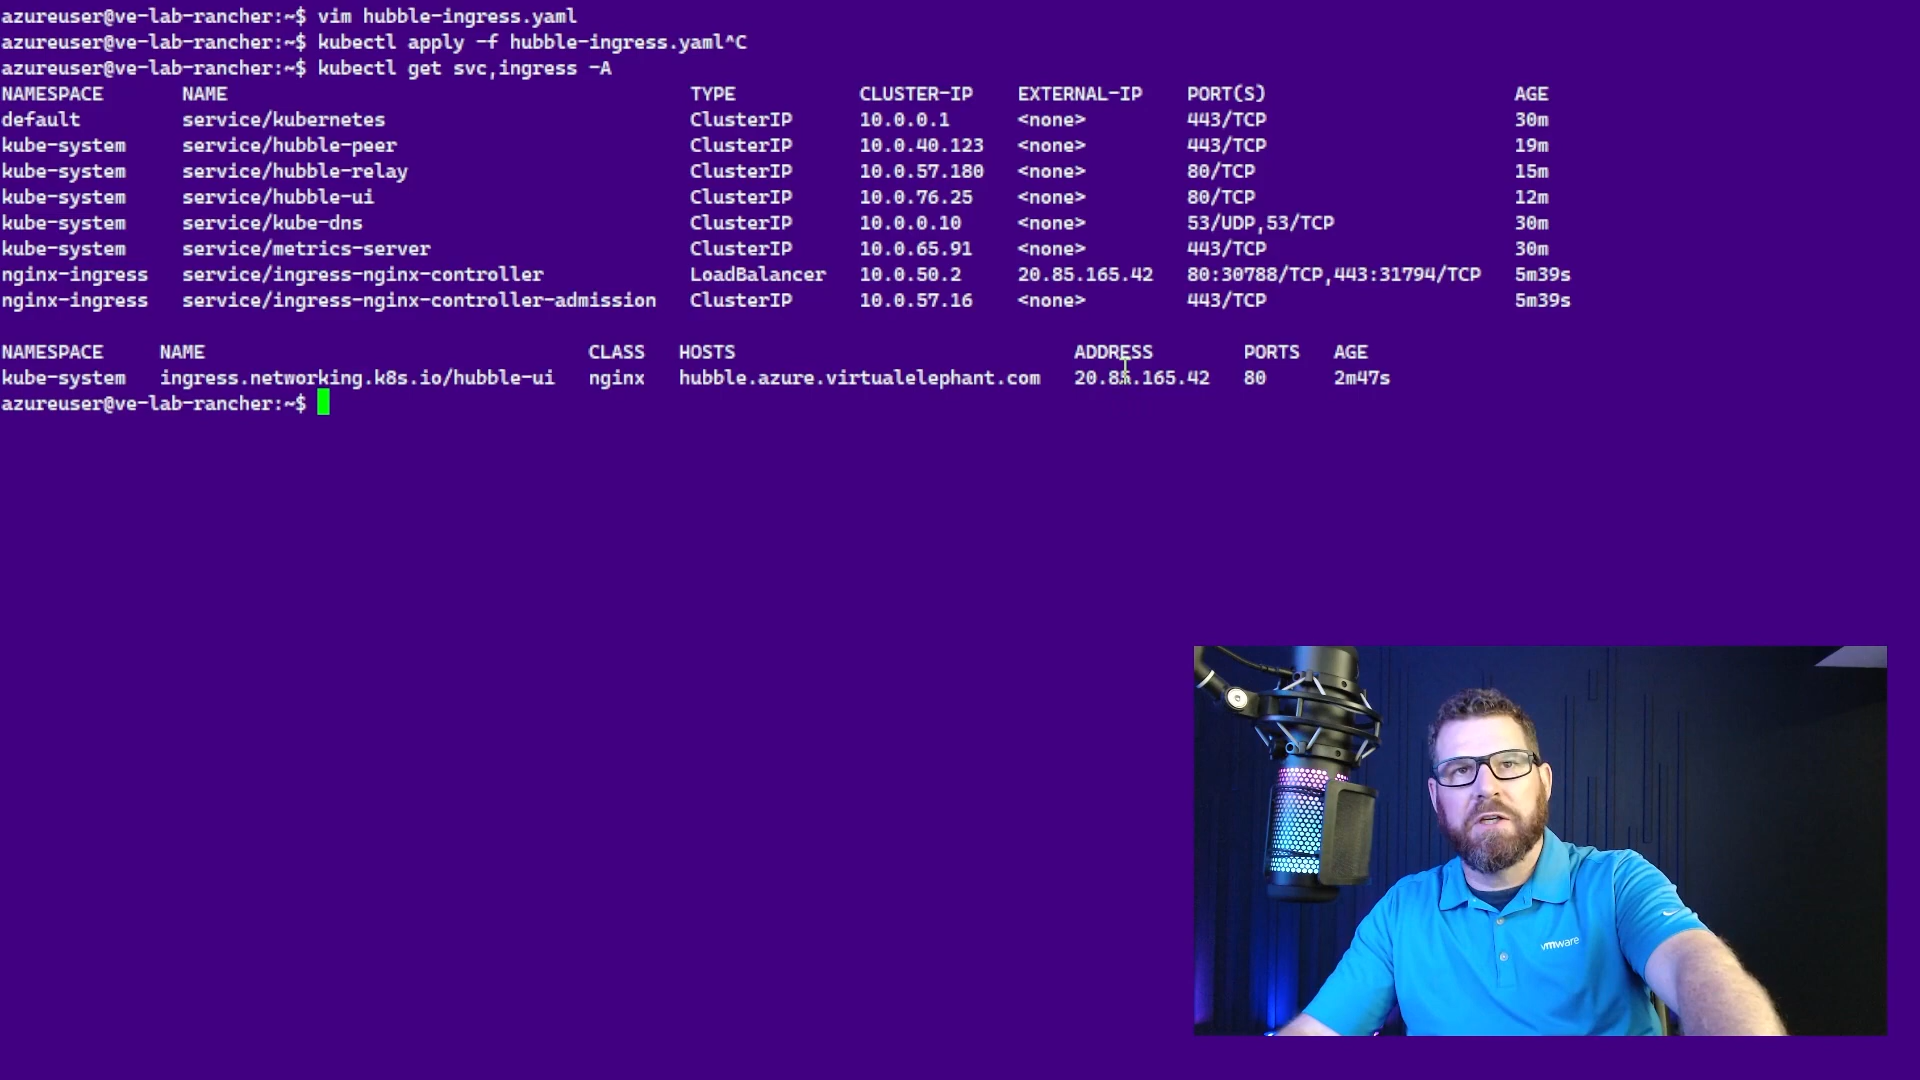 azureuser@ve-lab-rancher:~$ vim hubble-ingress.yaml
azureuser@ve-lab-rancher:~$ kubectl apply -f hubble-ingress.yaml^C
azureuser@ve-lab-rancher:~$ kubectl get svc,ingress -A
NAMESPACE NAME TYPE CLUSTER-IP EXTERNAL-IP PORT(S) AGE
default service/kubernetes ClusterIP 10.0.0.1 <none> 443/TCP 30m
kube-system service/hubble-peer ClusterIP 10.0.40.123 <none> 443/TCP 19m
kube-system service/hubble-relay ClusterIP 10.0.57.180 <none> 80/TCP 15m
kube-system service/hubble-ui ClusterIP 10.0.76.25 <none> 80/TCP 12m
kube-system service/kube-dns ClusterIP 10.0.0.10 <none> 53/UDP,53/TCP 30m
kube-system service/metrics-server ClusterIP 10.0.65.91 <none> 443/TCP 30m
nginx-ingress service/ingress-nginx-controller LoadBalancer 10.0.50.2 20.85.165.42 80:30788/TCP,443:31794/TCP 5m39s
nginx-ingress service/ingress-nginx-controller-admission ClusterIP 10.0.57.16 <none> 443/TCP 5m39s
NAMESPACE NAME CLASS HOSTS ADDRESS PORTS AGE
kube-system ingress.networking.k8s.io/hubble-ui nginx hubble.azure.virtualelephant.com 20.85.165.42 80 2m47s
azureuser@ve-lab-rancher:~$
vmware